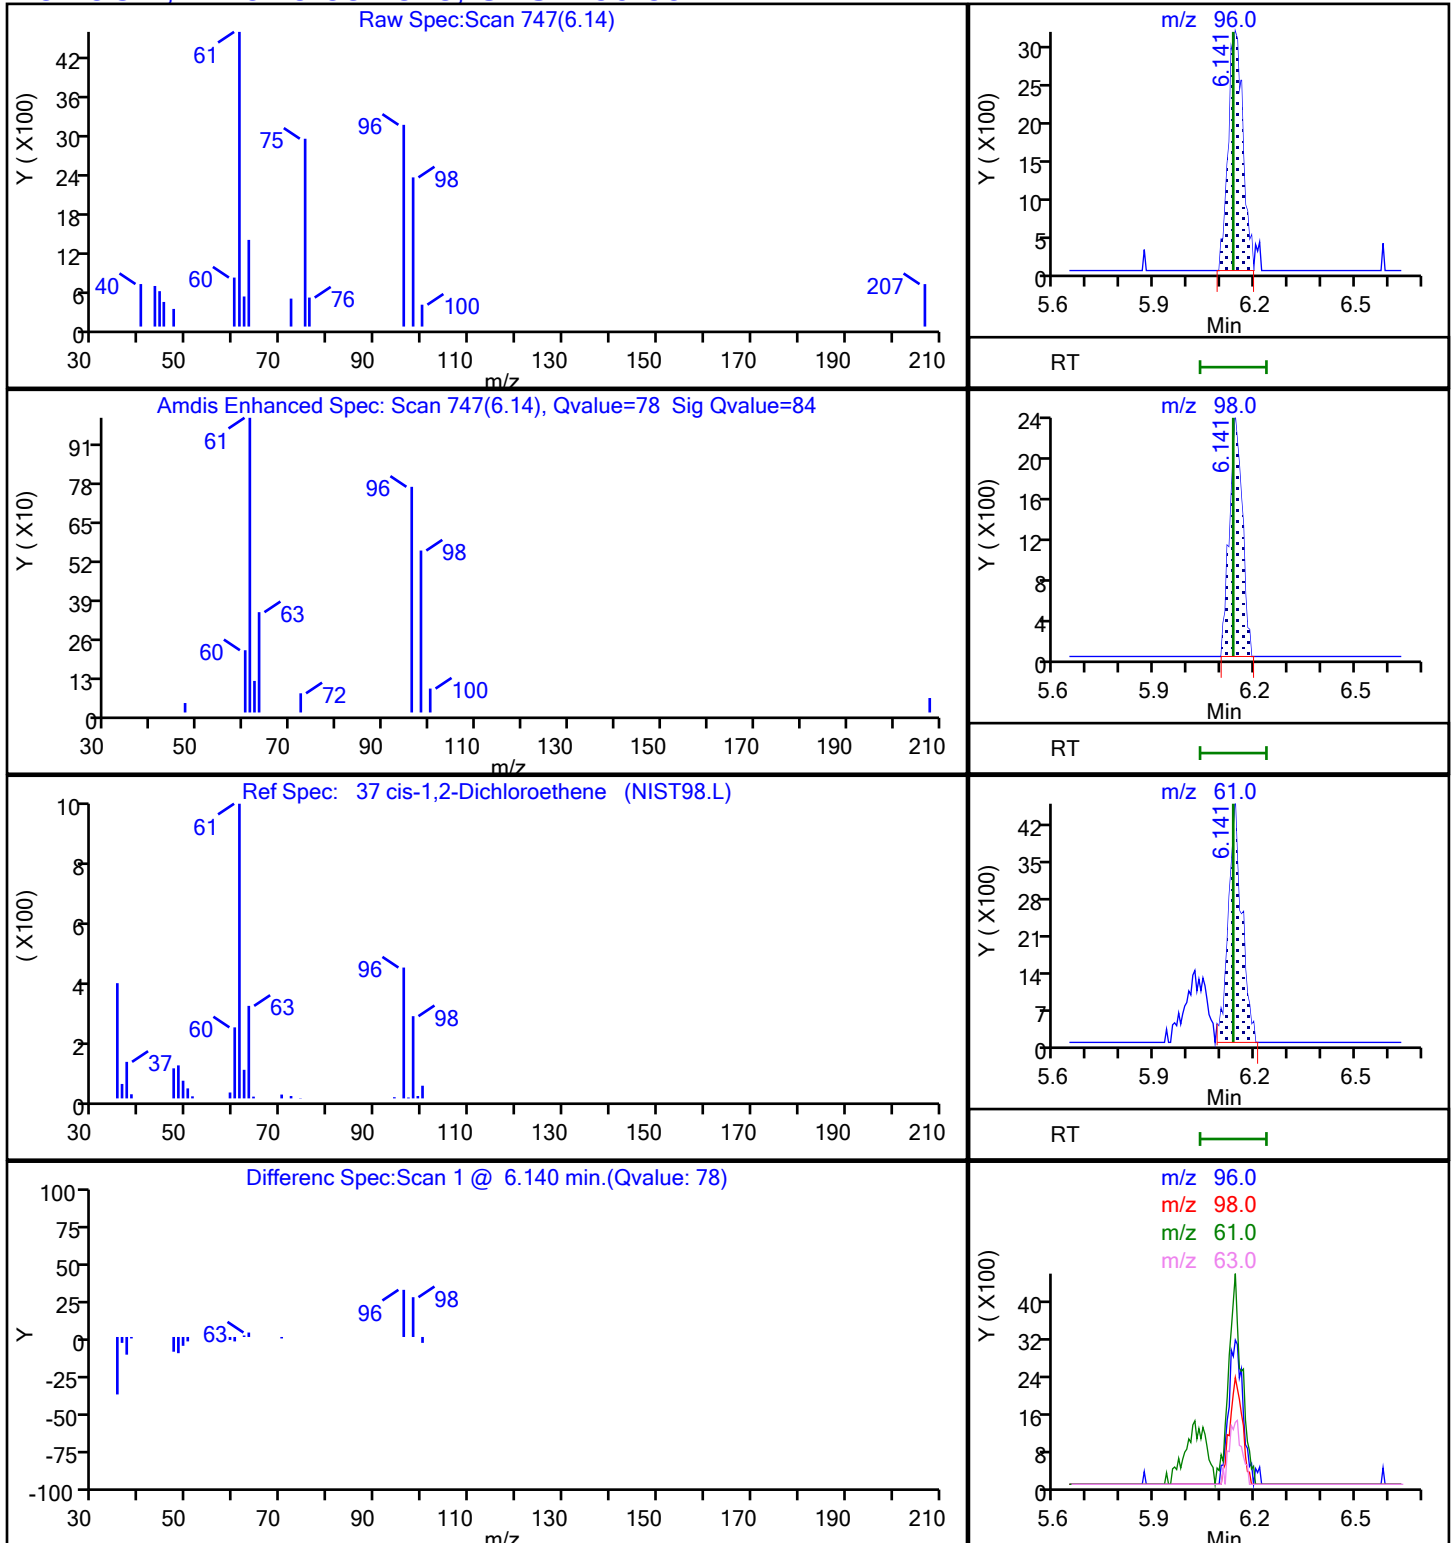 Raw Spec:Scan 747(6.14)
Y ( X100)
42
36
30
24
18
12
6
0
61
75
96
98
40
60
76
100
207
30 50 70 90 110 130 150 170 190 210
m/z
m/z 96.0
Y ( X100)
30
25
20
15
10
5
0
6.141
5.6 5.9 6.2 6.5
Min
RT
Amdis Enhanced Spec: Scan 747(6.14), Qvalue=78 Sig Qvalue=84
Y ( X10)
91
78
65
52
39
26
13
0
61
96
98
63
60
72
100
30 50 70 90 110 130 150 170 190 210
m/z
m/z 98.0
Y ( X100)
24
20
16
12
8
4
0
6.141
5.6 5.9 6.2 6.5
Min
RT
Ref Spec: 37 cis-1,2-Dichloroethene (NIST98.L)
( X100)
10
8
6
4
2
0
61
96
98
63
60
37
30 50 70 90 110 130 150 170 190 210
m/z 61.0
Y ( X100)
42
35
28
21
14
7
0
6.141
5.6 5.9 6.2 6.5
Min
RT
Differenc Spec:Scan 1 @ 6.140 min.(Qvalue: 78)
Y
100
75
50
25
0
-25
-50
-75
-100
63
96
98
30 50 70 90 110 130 150 170 190 210
m/z
m/z 96.0
m/z 98.0
m/z 61.0
m/z 63.0
Y ( X100)
40
32
24
16
8
0
5.6 5.9 6.2 6.5
Min